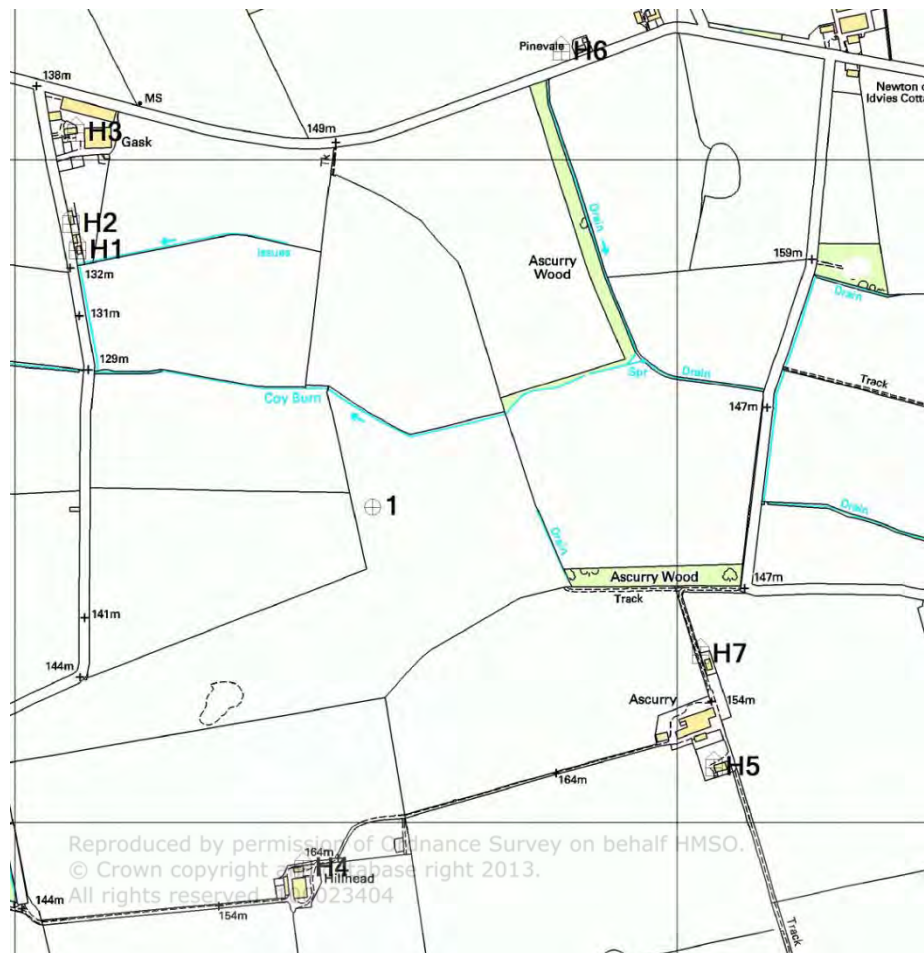 Pinevale
H6
138m
MS
Newton o
Idvies Cotta
H3
Gask
149m
Tk
Drain
H2
H1
Issues
132m
Ascurry
Wood
159m
Drain
131m
129m
Spr
Drain
Track
Coy Burn
147m
1
Drain
Drain
Ascurry Wood
147m
Track
141m
H7
144m
Ascurry
154m
H5
164m
Reproduced by permission of Ordnance Survey on behalf HMSO.
© Crown copyright and database right 2013.
All rights reserved. 023404
164m
H4
Hillhead
144m
154m
Track